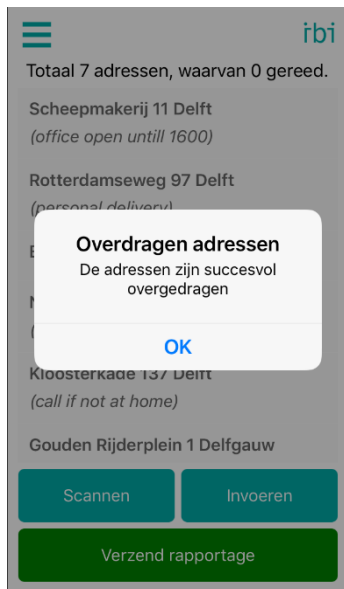 irbi
Totaal 7 adressen, waarvan 0 gereed.
Scheepmakerij 11 Delft
(office open untill 1600)
Rotterdamseweg 97 Delft
(personal delivery)
Overdragen adressen
De adressen zijn succesvol
overgedragen
OK
Kloosterkade 137 Delft
(call if not at home)
Gouden Rijderplein 1 Delfgauw
Scannen Invoeren
Verzend rapportage